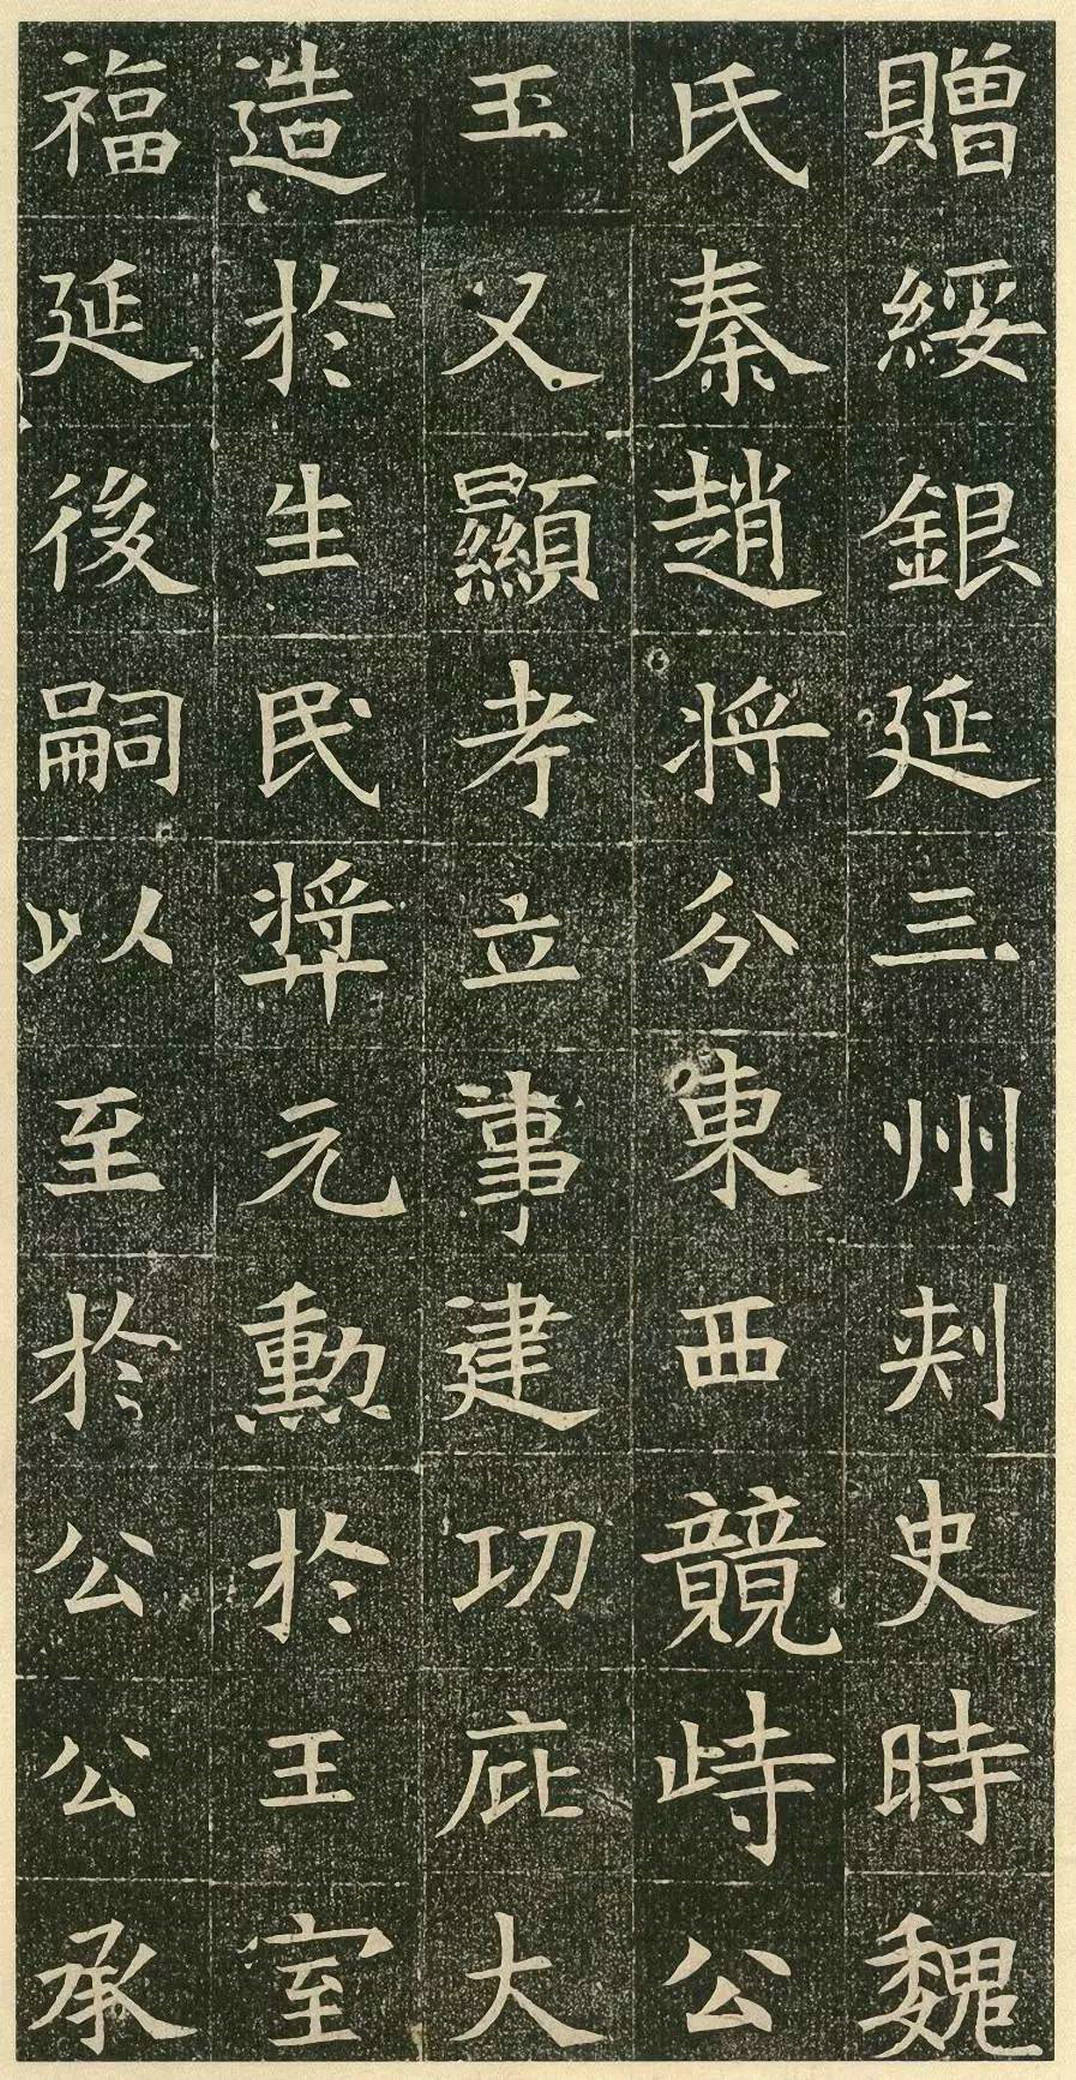 贈綏銀延三州刺史時魏
氏秦趙將分東西競峙公
王父顯考立事建功庇大
造於生民奬元勳於王室
福延後嗣以至於公公承